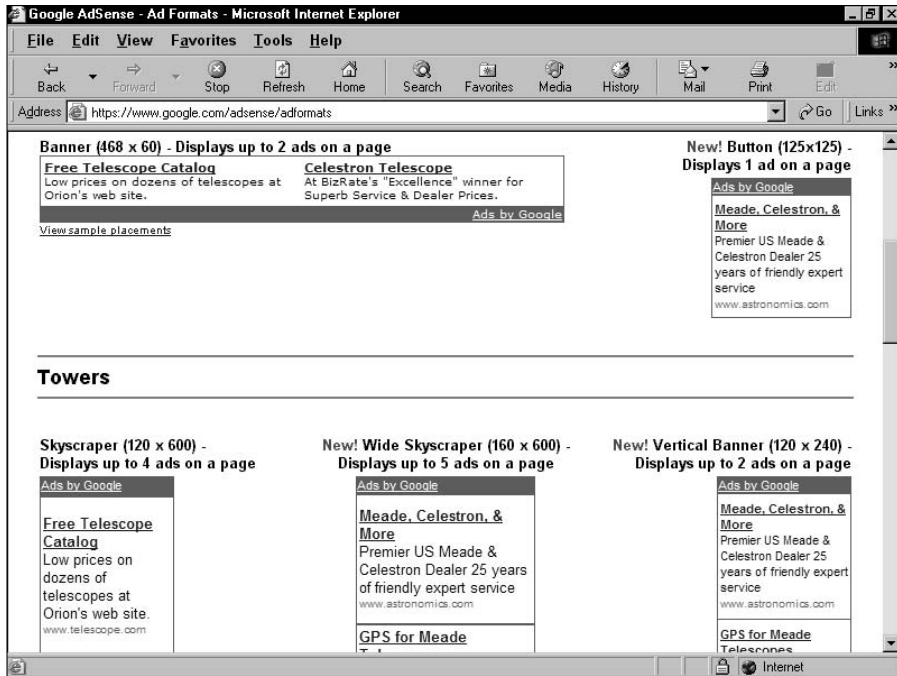 Google AdSense - Ad Formats - Microsoft Internet Explorer
File Edit View Favorites Tools Help
Back Forward Stop Refresh Home Search Favorites Media History Mail Print Edit »
Address https://www.google.com/adsense/adformats Go Links »
Banner (468 x 60) - Displays up to 2 ads on a page
Free Telescope Catalog
Low prices on dozens of telescopes at
Orion's web site.
Celestron Telescope
At BizRate's "Excellence" winner for
Superb Service & Dealer Prices.
Ads by Google
View sample placements
New! Button (125x125) -
Displays 1 ad on a page
Ads by Google
Meade, Celestron, &
More
Premier US Meade &
Celestron Dealer 25
years of friendly expert
service
www.astronomics.com
Towers
Skyscraper (120 x 600) -
Displays up to 4 ads on a page
Ads by Google
Free Telescope
Catalog
Low prices on
dozens of
telescopes at
Orion's web site.
www.telescope.com
New! Wide Skyscraper (160 x 600) -
Displays up to 5 ads on a page
Ads by Google
Meade, Celestron, &
More
Premier US Meade &
Celestron Dealer 25 years
of friendly expert service
www.astronomics.com
GPS for Meade
New! Vertical Banner (120 x 240) -
Displays up to 2 ads on a page
Ads by Google
Meade, Celestron, &
More
Premier US Meade &
Celestron Dealer 25
years of friendly expert
service
www.astronomics.com
GPS for Meade
Telescopes
Internet